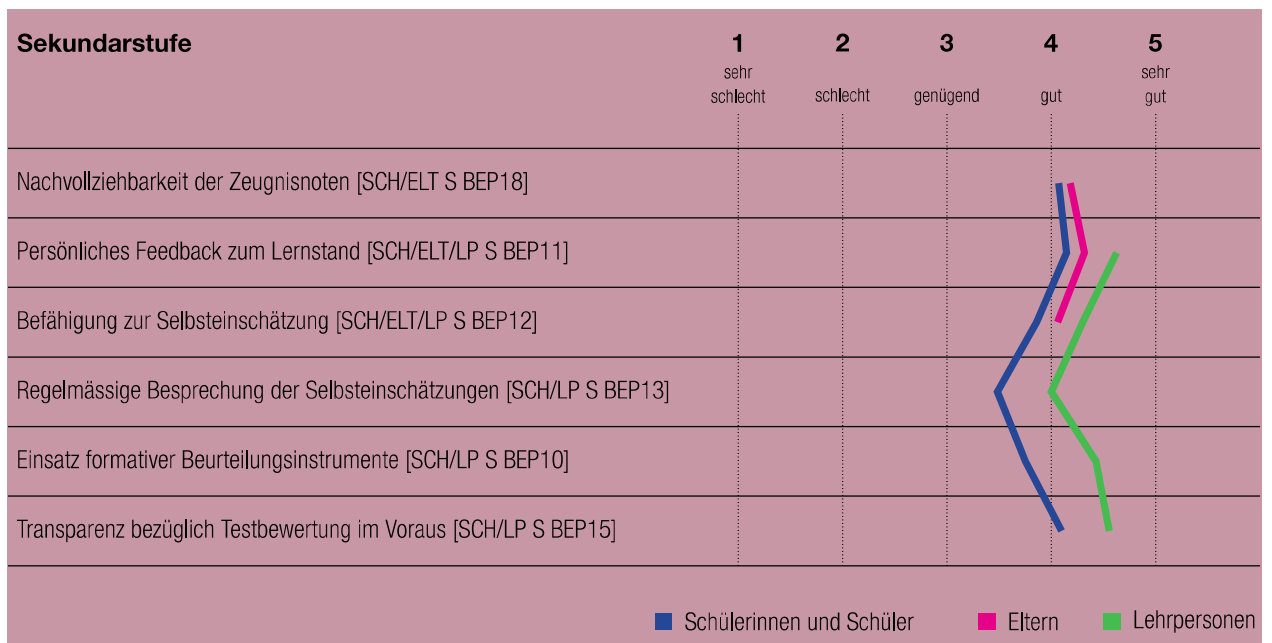 Sekundarstufe 1 2 3 4 5
sehr sehr
schlecht schlecht genügend gut gut
Nachvollziehbarkeit der Zeugnisnoten [SCH/ELT S BEP18]
Persönliches Feedback zum Lernstand [SCH/ELT/LP S BEP11]
Befähigung zur Selbsteinschätzung [SCH/ELT/LP S BEP12]
Regelmässige Besprechung der Selbsteinschätzungen [SCH/LP S BEP13]
Einsatz formativer Beurteilungsinstrumente [SCH/LP S BEP10]
Transparenz bezüglich Testbewertung im Voraus [SCH/LP S BEP15]
Schülerinnen und Schüler Eltern Lehrpersonen